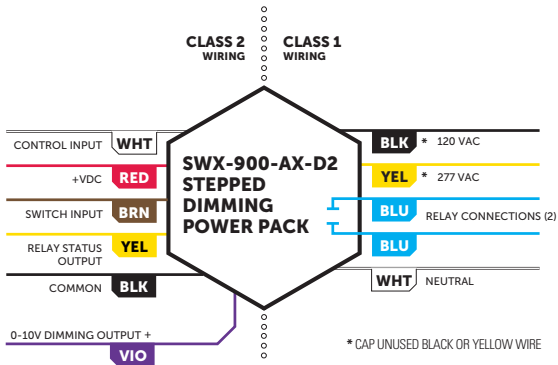 CLASS 2
WIRING
CLASS 1
WIRING
CONTROL INPUT WHT
+VDC RED
SWITCH INPUT BRN
RELAY STATUS
OUTPUT
YEL
COMMON BLK
0-10V DIMMING OUTPUT +
VIO
SWX-900-AX-D2
STEPPED
DIMMING
POWER PACK
BLK * 120 VAC
YEL * 277 VAC
BLU
RELAY CONNECTIONS (2)
BLU
WHT NEUTRAL
* CAP UNUSED BLACK OR YELLOW WIRE